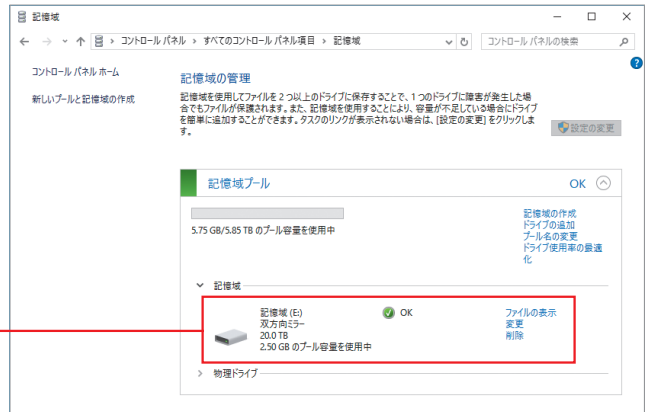 記憶域
コントロール パネル › すべてのコントロール パネル項目 › 記憶域
コントロール パネルの検索
コントロール パネル ホーム
新しいプールと記憶域の作成
記憶域の管理
記憶域を使用してファイルを 2 つ以上のドライブに保存することで、1 つのドライブに障害が発生した場
合でもファイルが保護されます。また、記憶域を使用することにより、容量が不足している場合にドライブ
を簡単に追加することができます。タスクのリンクが表示されない場合は、[設定の変更] をクリックしま
す。
設定の変更
記憶域プール
OK
5.75 GB/5.85 TB のプール容量を使用中
記憶域の作成
ドライブの追加
プール名の変更
ドライブ使用率の最適
化
記憶域
記憶域 (E:)
双方向ミラー
20.0 TB
2.50 GB のプール容量を使用中
OK
ファイルの表示
変更
削除
物理ドライブ